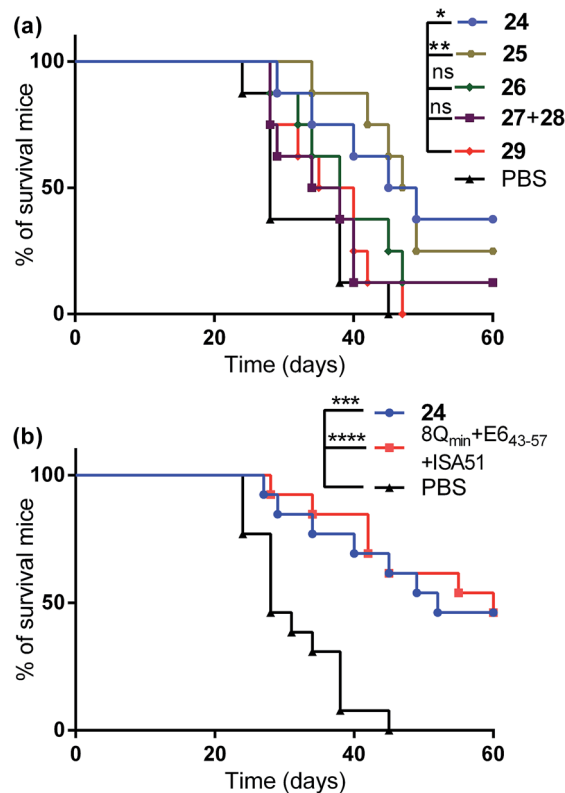 (a)
*
24
**
25
ns
26
ns
27+28
29
PBS
% of survival mice
100
50
0
0
20
40
60
Time (days)
(b)
***
24
****
8Qmin+E643-57
+ISA51
PBS
% of survival mice
100
50
0
0
20
40
60
Time (days)